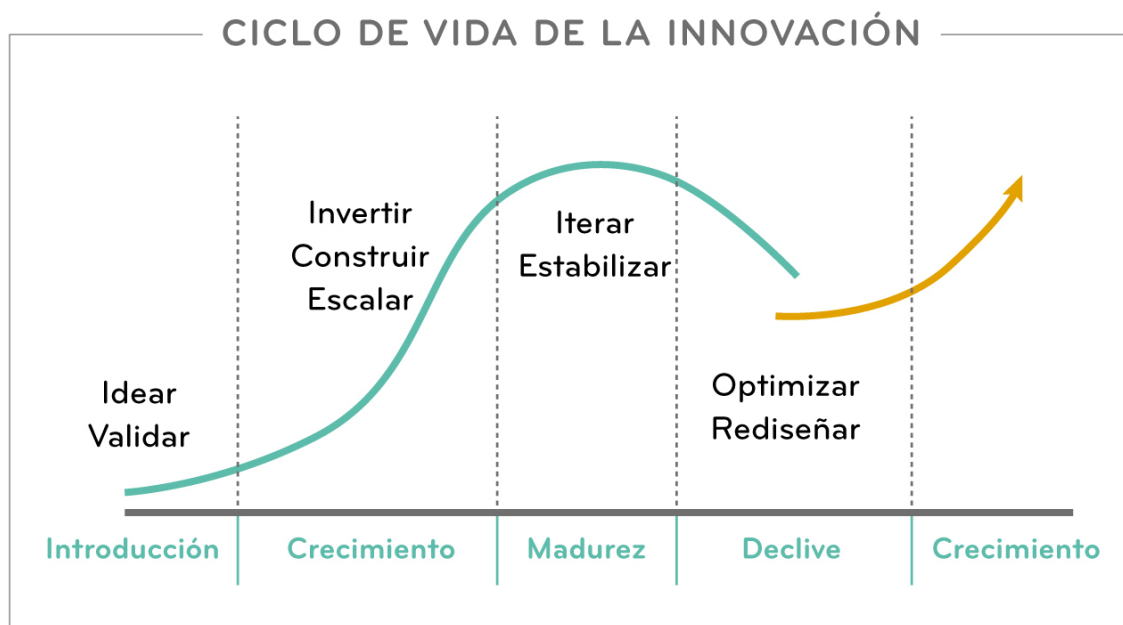 CICLO DE VIDA DE LA INNOVACIÓN
Idear
Validar
Invertir
Construir
Escalar
Iterar
Estabilizar
Optimizar
Rediseñar
Introducción
Crecimiento
Madurez
Declive
Crecimiento